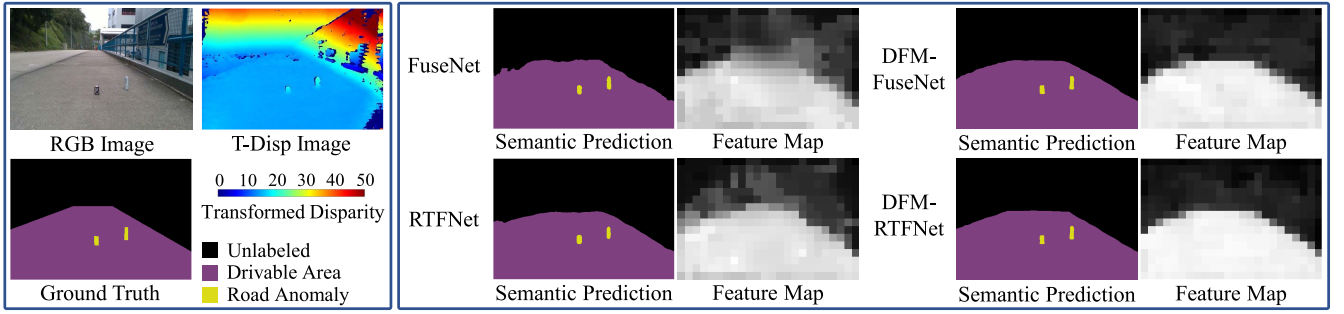 RGB Image
T-Disp Image
0 10 20 30 40 50
Transformed Disparity
Unlabeled
Drivable Area
Road Anomaly
Ground Truth
FuseNet
Semantic Prediction
Feature Map
DFM-
FuseNet
Semantic Prediction
Feature Map
RTFNet
Semantic Prediction
Feature Map
DFM-
RTFNet
Semantic Prediction
Feature Map